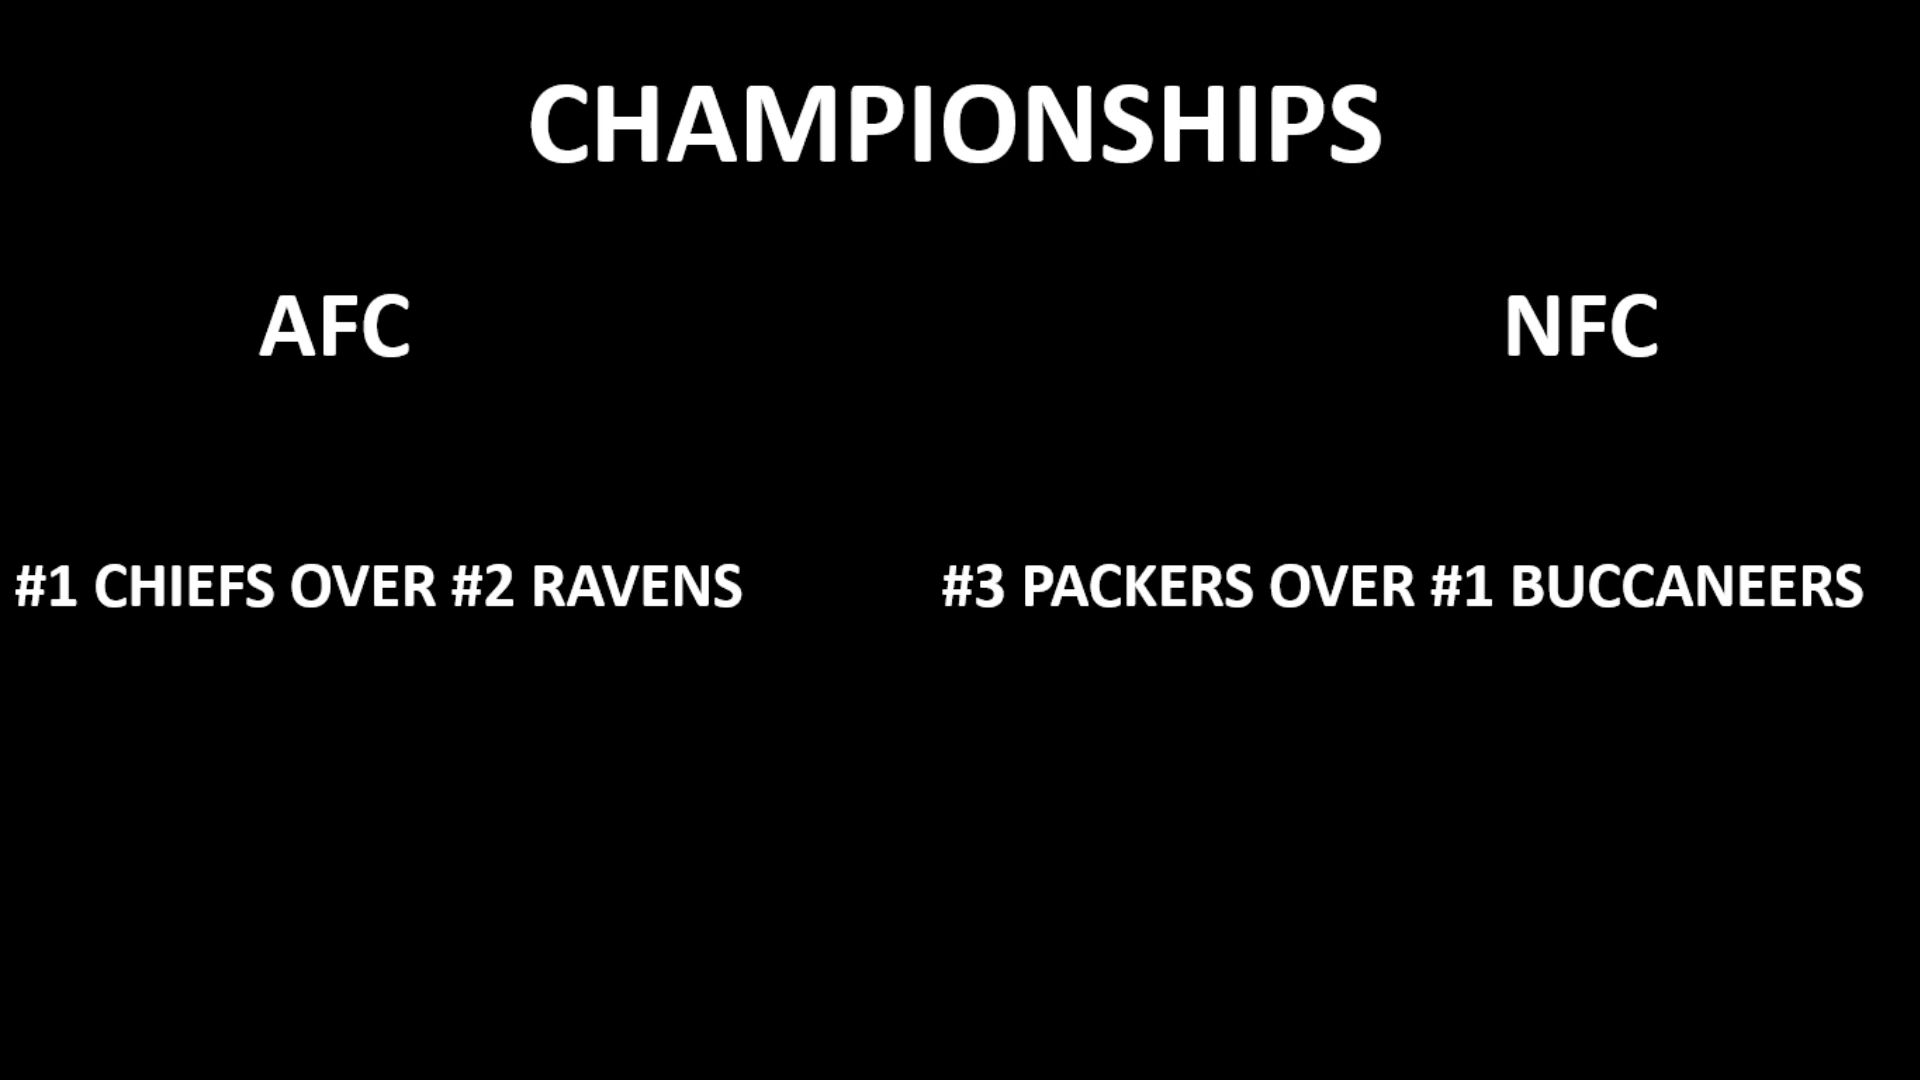 CHAMPIONSHIPS
AFC
NFC
#1 CHIEFS OVER #2 RAVENS
#3 PACKERS OVER #1 BUCCANEERS